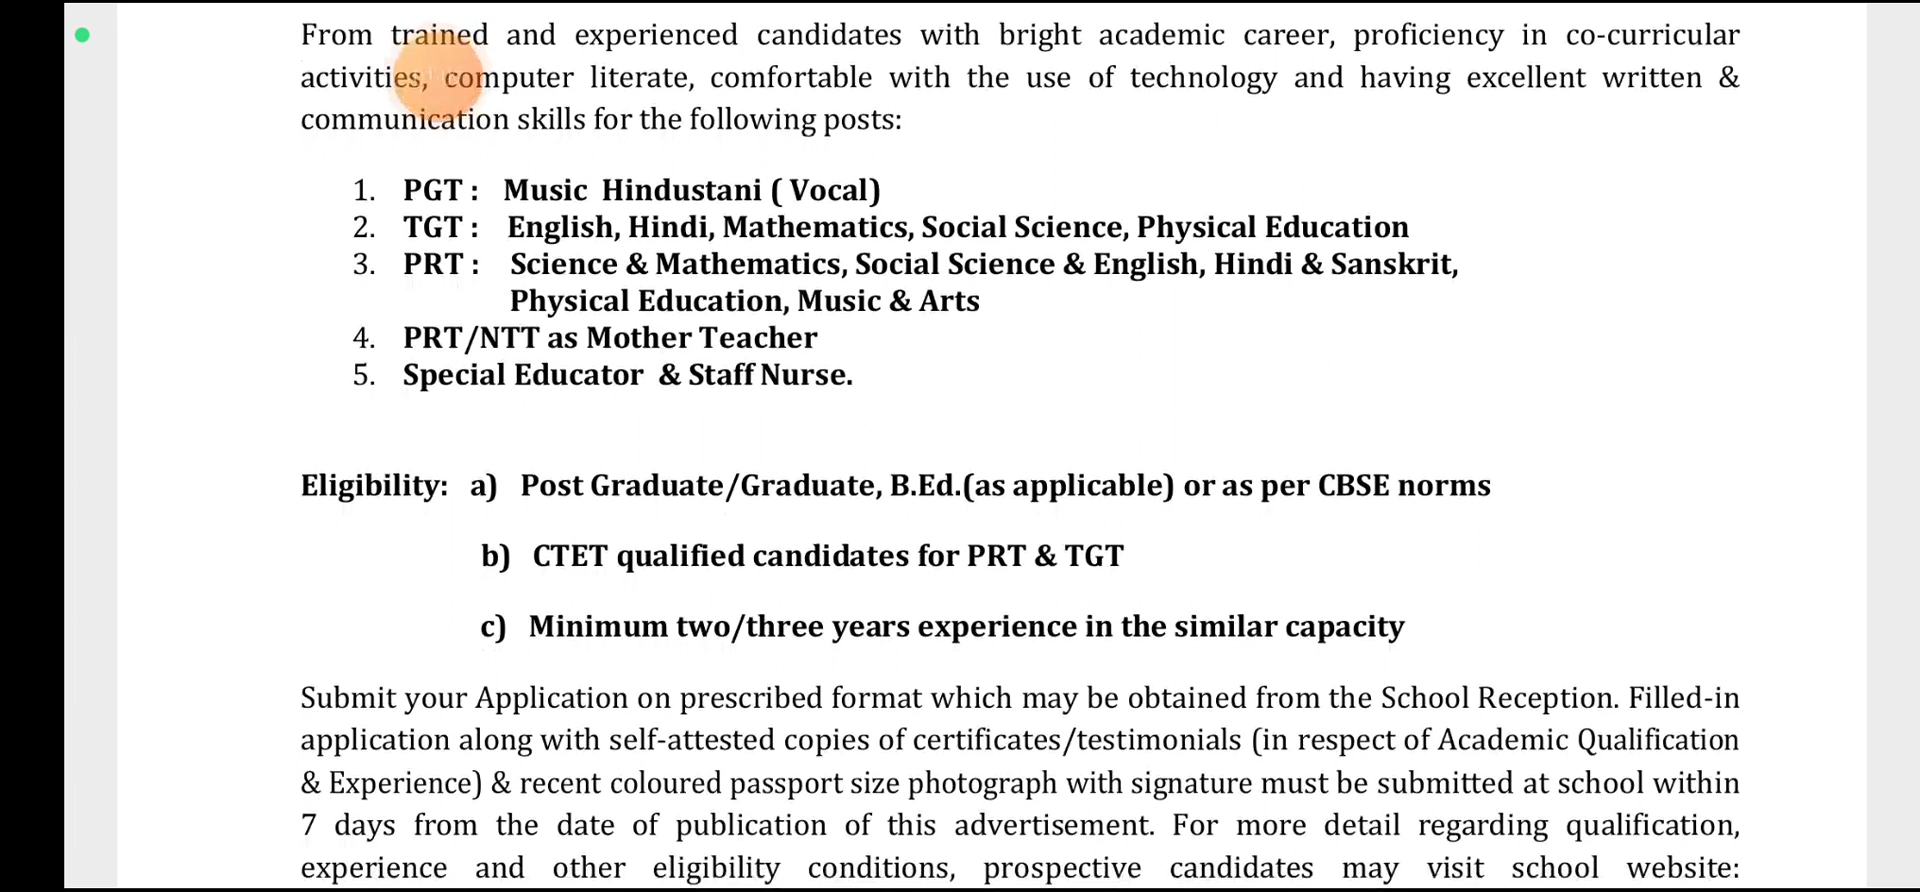 From trained and experienced candidates with bright academic career, proficiency in co-curricular
activities, computer literate, comfortable with the use of technology and having excellent written &
communication skills for the following posts:
1. PGT : Music Hindustani ( Vocal)
2. TGT : English, Hindi, Mathematics, Social Science, Physical Education
3. PRT : Science & Mathematics, Social Science & English, Hindi & Sanskrit,
Physical Education, Music & Arts
4. PRT/NTT as Mother Teacher
5. Special Educator & Staff Nurse.
Eligibility: a) Post Graduate/Graduate, B.Ed.(as applicable) or as per CBSE norms
b) CTET qualified candidates for PRT & TGT
c) Minimum two/three years experience in the similar capacity
Submit your Application on prescribed format which may be obtained from the School Reception. Filled-in
application along with self-attested copies of certificates/testimonials (in respect of Academic Qualification
& Experience) & recent coloured passport size photograph with signature must be submitted at school within
7 days from the date of publication of this advertisement. For more detail regarding qualification,
experience and other eligibility conditions, prospective candidates may visit school website: